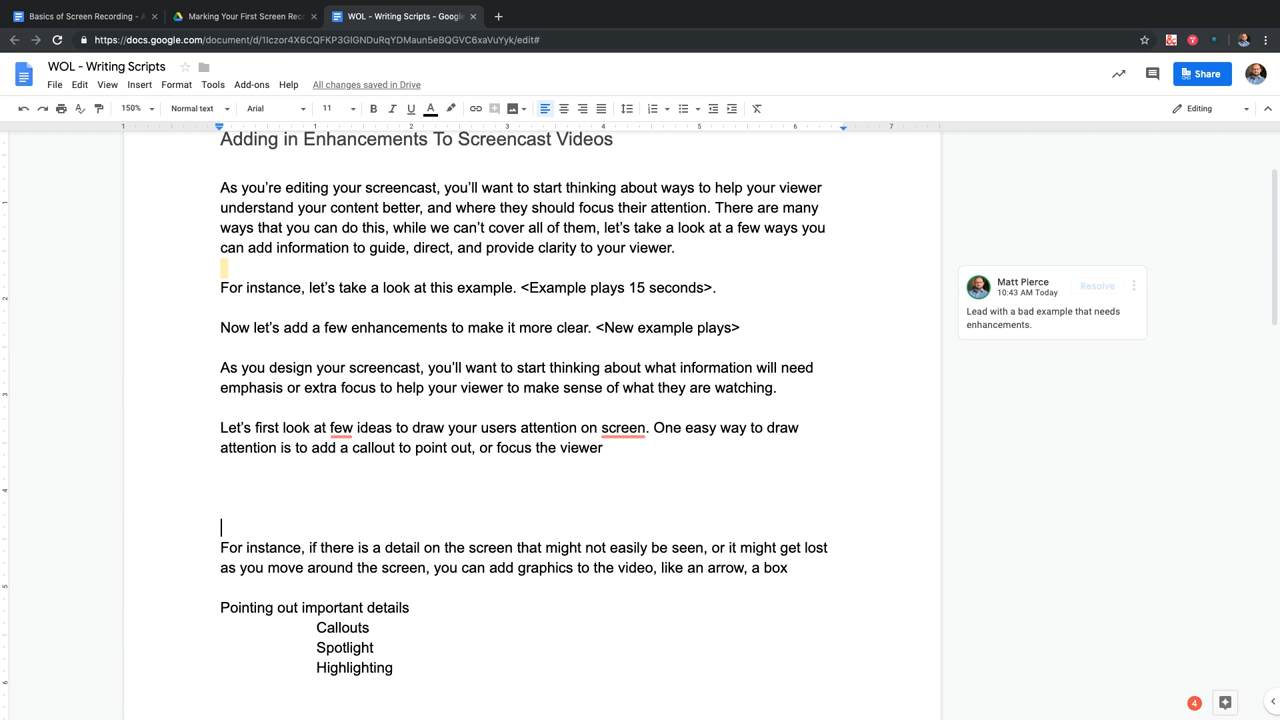 Basics of Screen Recording - A
Marking Your First Screen Reco
WOL - Writing Scripts - Google
https://docs.google.com/document/d/
WOL - Writing Scripts
File Edit View Insert Format Tools Add-ons Help All changes saved in Drive
Share
150% Normal text Arial 11 Editing
1 1 2 3 4 5 6 7
Adding in Enhancements To Screencast Videos
As you’re editing your screencast, you’ll want to start thinking about ways to help your viewer
understand your content better, and where they should focus their attention. There are many
ways that you can do this, while we can’t cover all of them, let’s take a look at a few ways you
can add information to guide, direct, and provide clarity to your viewer.
For instance, let’s take a look at this example. <Example plays 15 seconds>.
Now let’s add a few enhancements to make it more clear. <New example plays>
As you design your screencast, you’ll want to start thinking about what information will need
emphasis or extra focus to help your viewer to make sense of what they are watching.
Let’s first look at few ideas to draw your users attention on screen. One easy way to draw
attention is to add a callout to point out, or focus the viewer
For instance, if there is a detail on the screen that might not easily be seen, or it might get lost
as you move around the screen, you can add graphics to the video, like an arrow, a box
Pointing out important details
Callouts
Spotlight
Highlighting
Matt Pierce
10:43 AM Today
Resolve
Lead with a bad example that needs
enhancements.
4